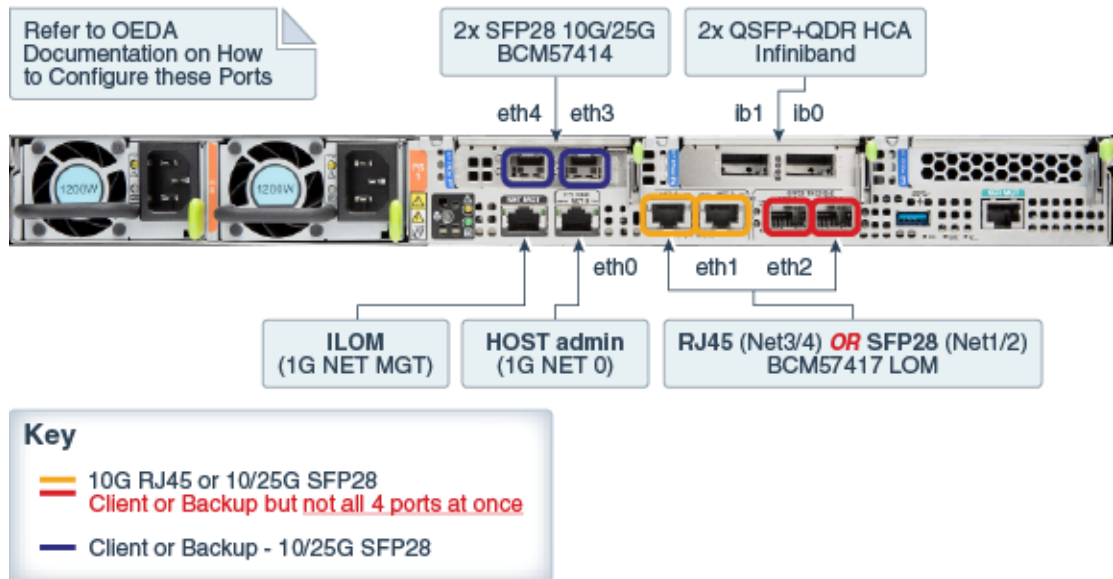 Refer to OEDA
Documentation on How
to Configure these Ports
2x SFP28 10G/25G
BCM57414
2x QSFP+QDR HCA
Infiniband
eth4 eth3
ib1 ib0
1200W
1200W
NET MGT
eth0
eth1
eth2
ILOM
(1G NET MGT)
HOST admin
(1G NET 0)
RJ45 (Net3/4) OR SFP28 (Net1/2)
BCM57417 LOM
Key
10G RJ45 or 10/25G SFP28
Client or Backup but not all 4 ports at once
Client or Backup - 10/25G SFP28